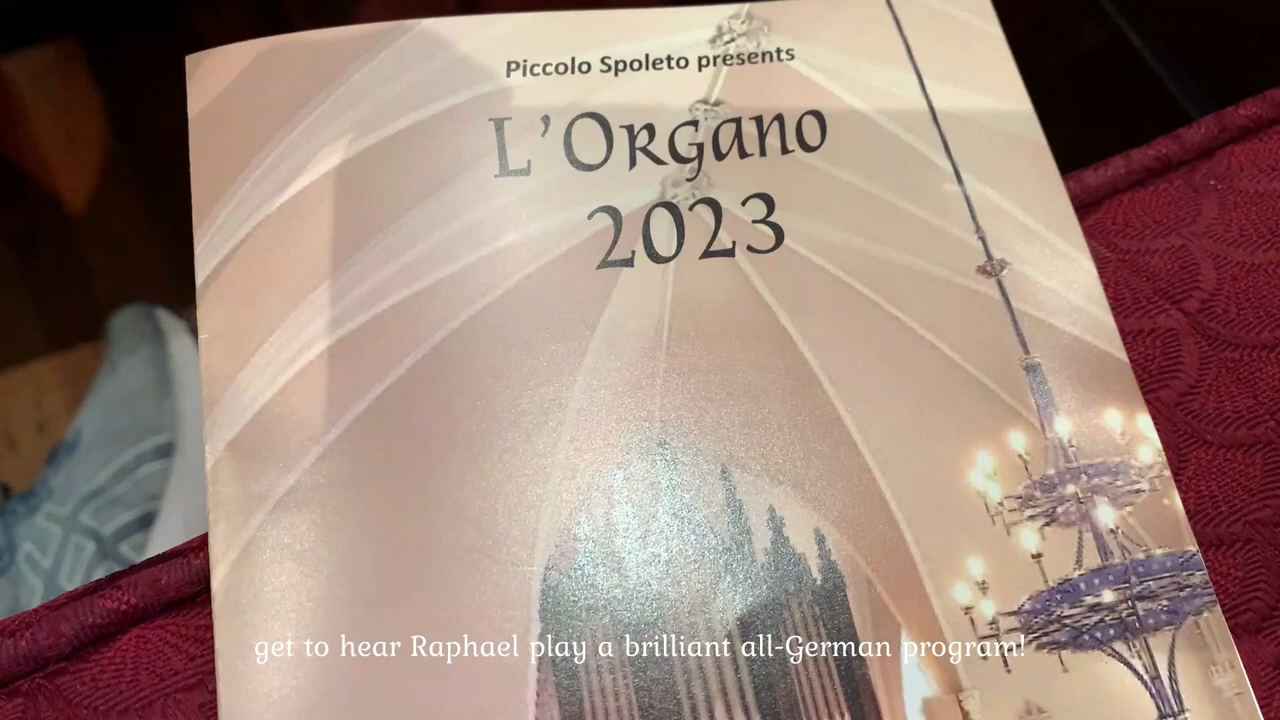 Piccolo Spoleto presents
L'Organo
2023
get to hear Raphael play a brilliant all-German program!